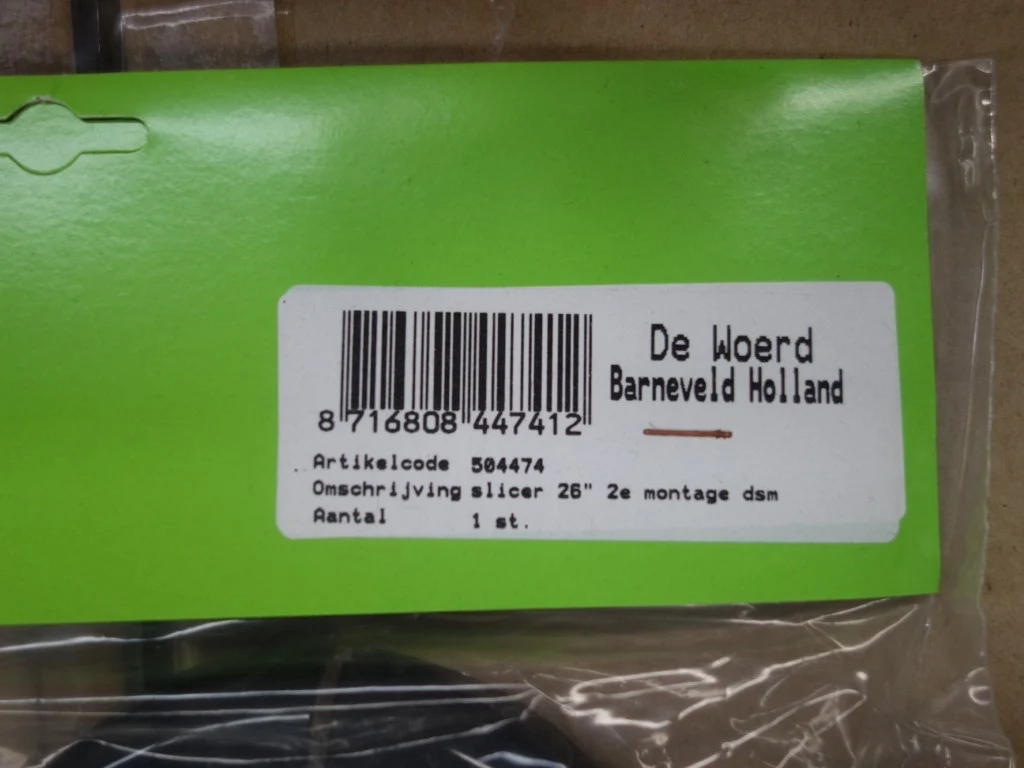 De Woerd
Barneveld Holland
8 716808 447412
Artikelcode 504474
Omschrijving slicer 26" 2e montage dsm
Aantal 1 st.